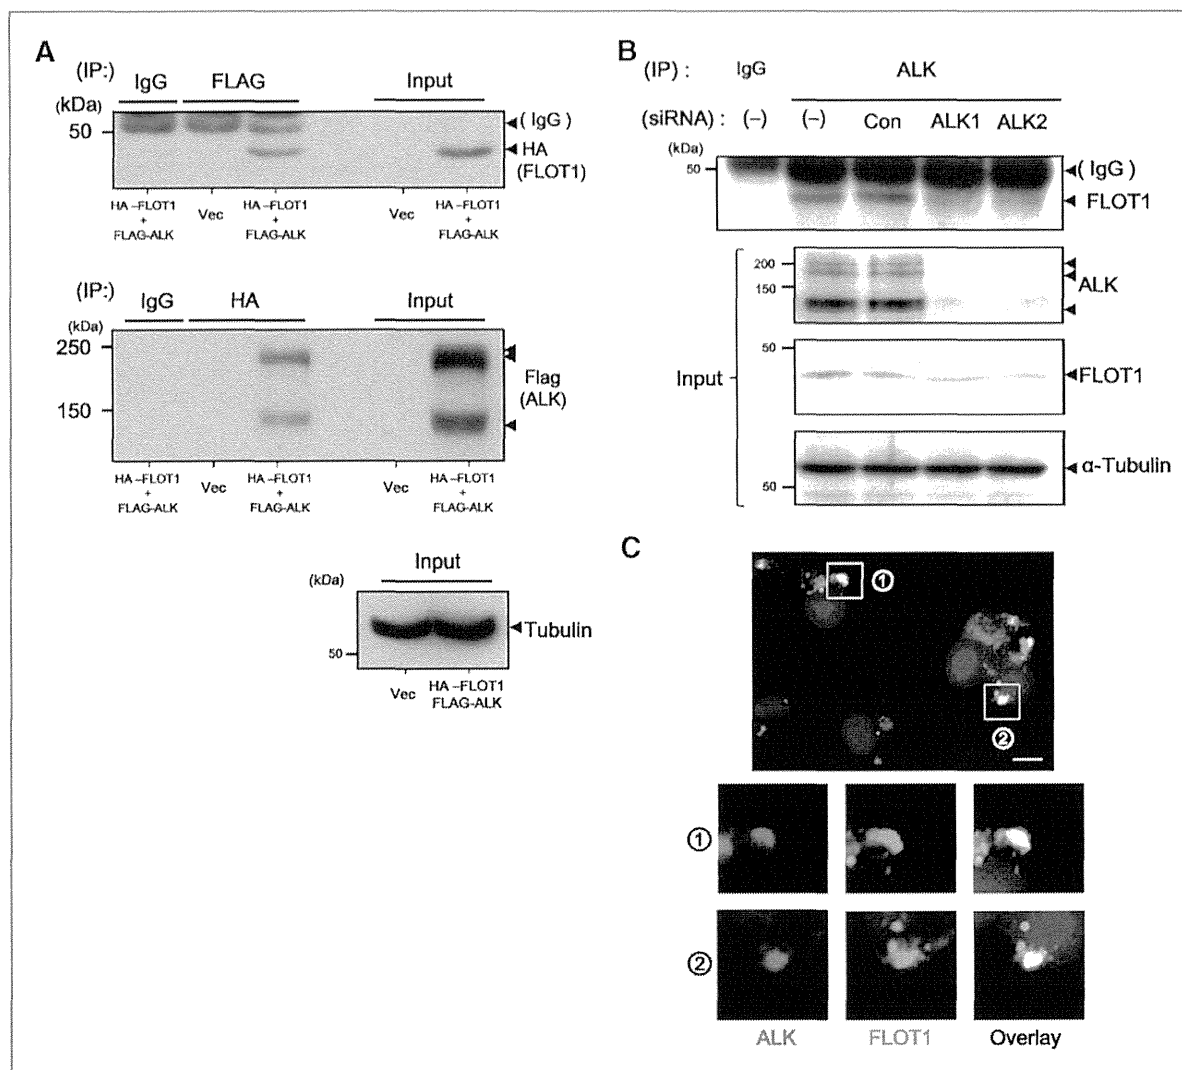 A
(IP:)
IgG FLAG Input
(kDa)
50
( IgG )
HA
(FLOT1)
HA –FLOT1
+
FLAG-ALK
Vec
HA –FLOT1
+
FLAG-ALK
Vec
HA –FLOT1
+
FLAG-ALK
(IP:)
IgG HA Input
(kDa)
250
150
Flag
(ALK)
HA –FLOT1
+
FLAG-ALK
Vec
HA –FLOT1
+
FLAG-ALK
Vec
HA –FLOT1
+
FLAG-ALK
Input
(kDa)
50
Tubulin
Vec
HA –FLOT1
FLAG-ALK
B
(IP) : IgG ALK
(siRNA) : (–) (–) Con ALK1 ALK2
(kDa)
50
( IgG )
FLOT1
Input
200
150
ALK
50
FLOT1
50
α-Tubulin
C
①
②
①
②
ALK FLOT1 Overlay